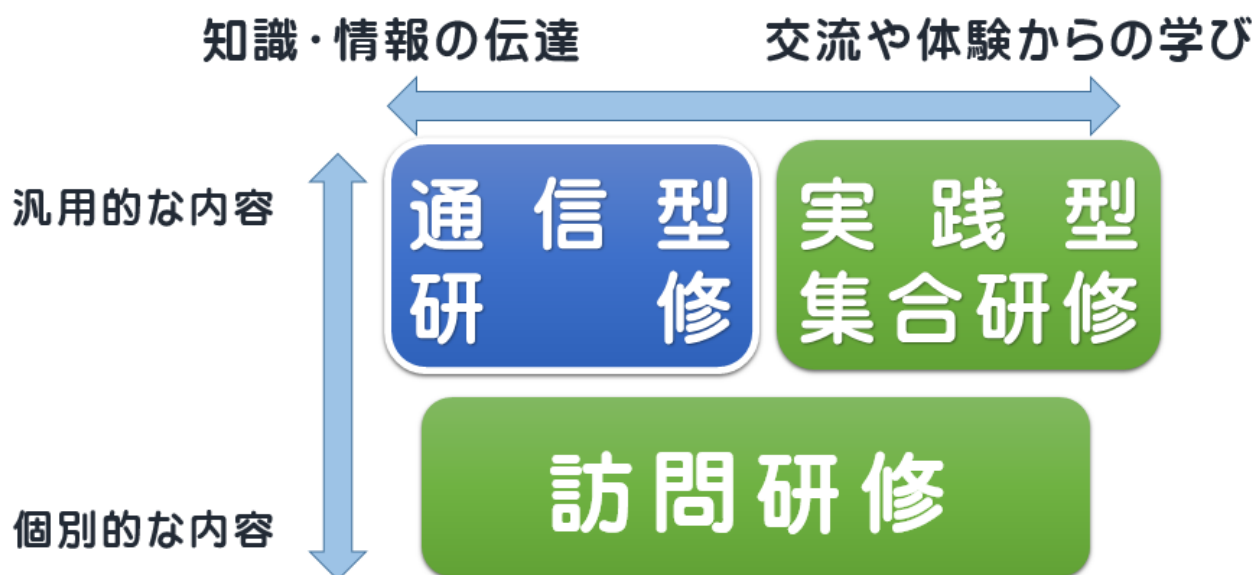 知識・情報の伝達
交流や体験からの学び
汎用的な内容
通信型
研修
実践型
集合研修
訪問研修
個別的な内容